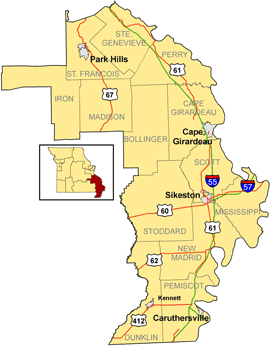 STE.
GENEVIEVE
Park Hills
PERRY
61
ST. FRANCOIS
IRON
67
MADISON
CAPE
GIRARDEAU
BOLLINGER
Cape
Girardeau
SCOTT
55
57
Sikeston
60
MISSISSIPPI
STODDARD
61
NEW
MADRID
62
PEMISCOT
Kennett
412
Caruthersville
DUNKLIN